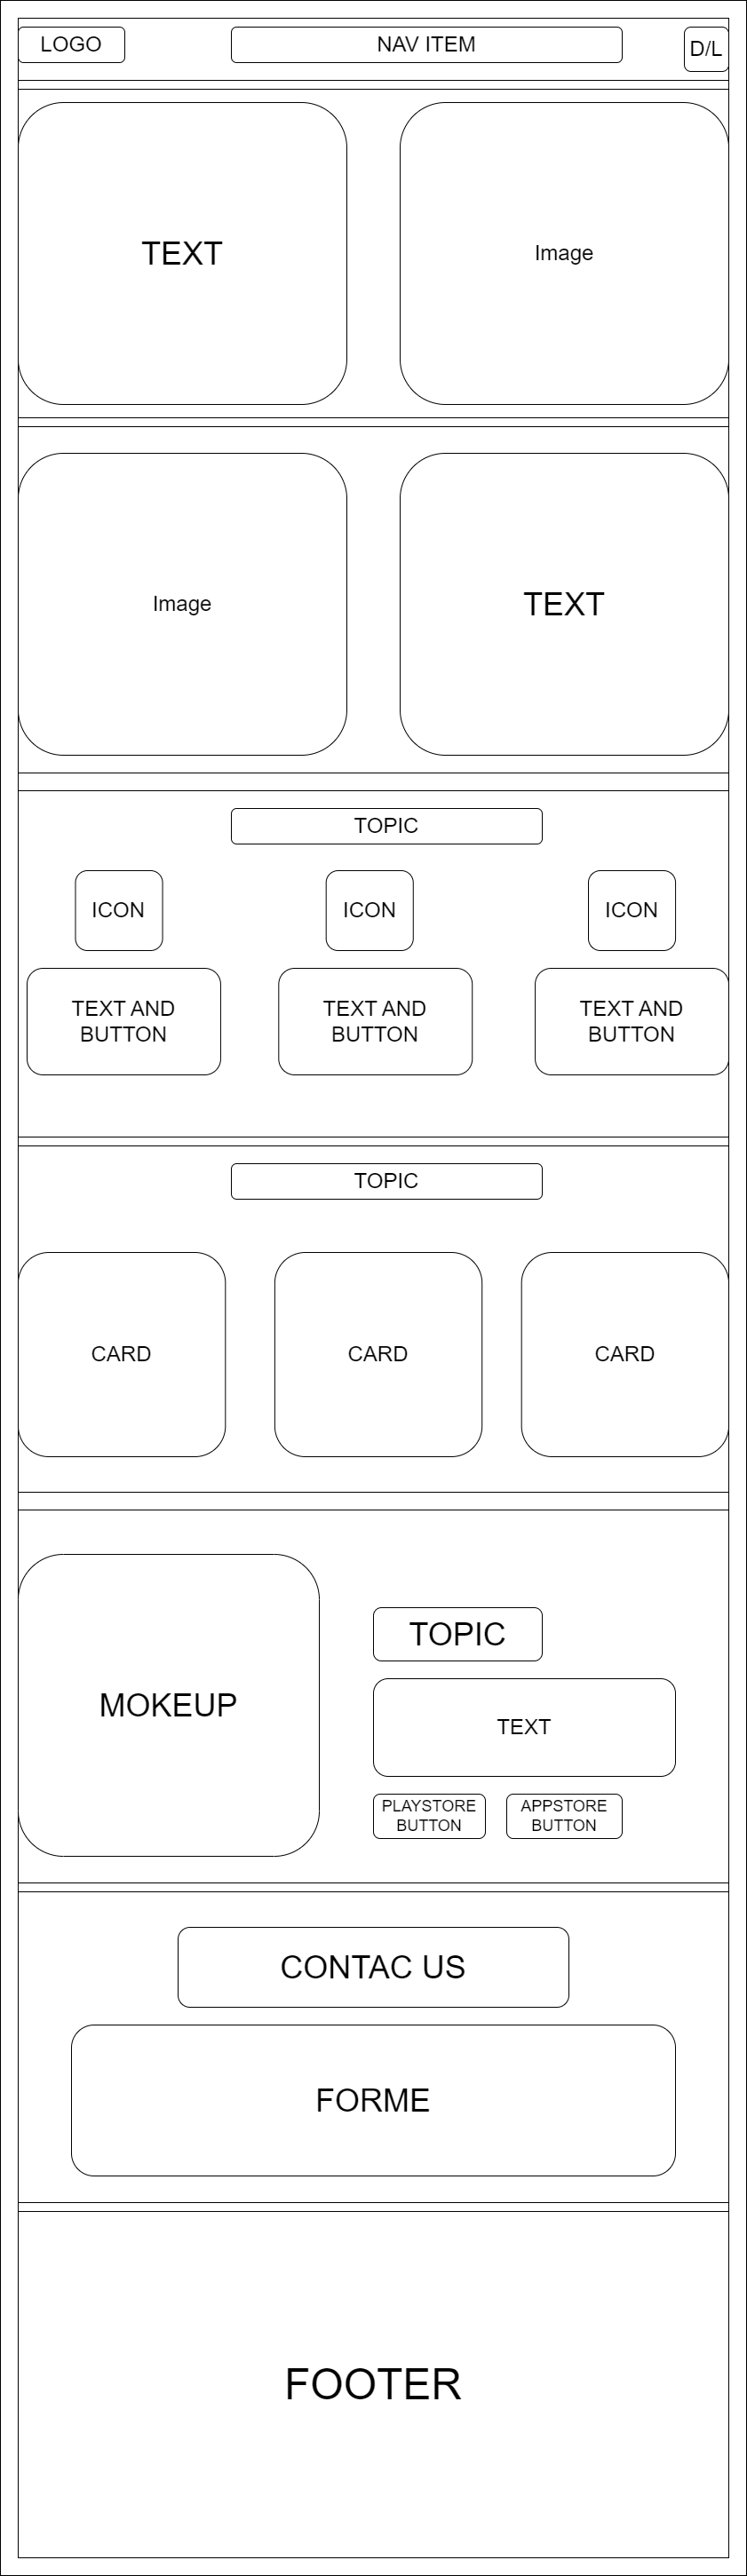 LOGO
NAV ITEM
D/L
TEXT
Image
Image
TEXT
TOPIC
ICON
ICON
ICON
TEXT AND
BUTTON
TEXT AND
BUTTON
TEXT AND
BUTTON
TOPIC
CARD
CARD
CARD
MOKEUP
TOPIC
TEXT
PLAYSTORE
BUTTON
APPSTORE
BUTTON
CONTAC US
FORME
FOOTER